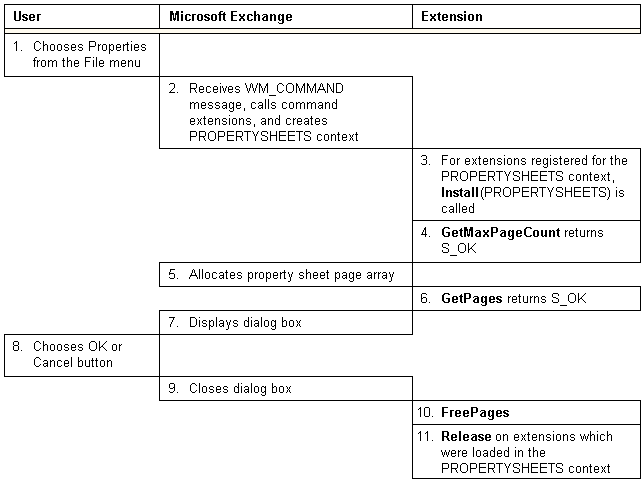 User
Microsoft Exchange
Extension
1. Chooses Properties
from the File menu
2. Receives WM_COMMAND
message, calls command
extensions, and creates
PROPERTYSHEETS context
3. For extensions registered for the
PROPERTYSHEETS context,
Install(PROPERTYSHEETS) is
called
4. GetMaxPageCount returns
S_OK
5. Allocates property sheet page array
6. GetPages returns S_OK
7. Displays dialog box
8. Chooses OK or
Cancel button
9. Closes dialog box
10. FreePages
11. Release on extensions which
were loaded in the
PROPERTYSHEETS context